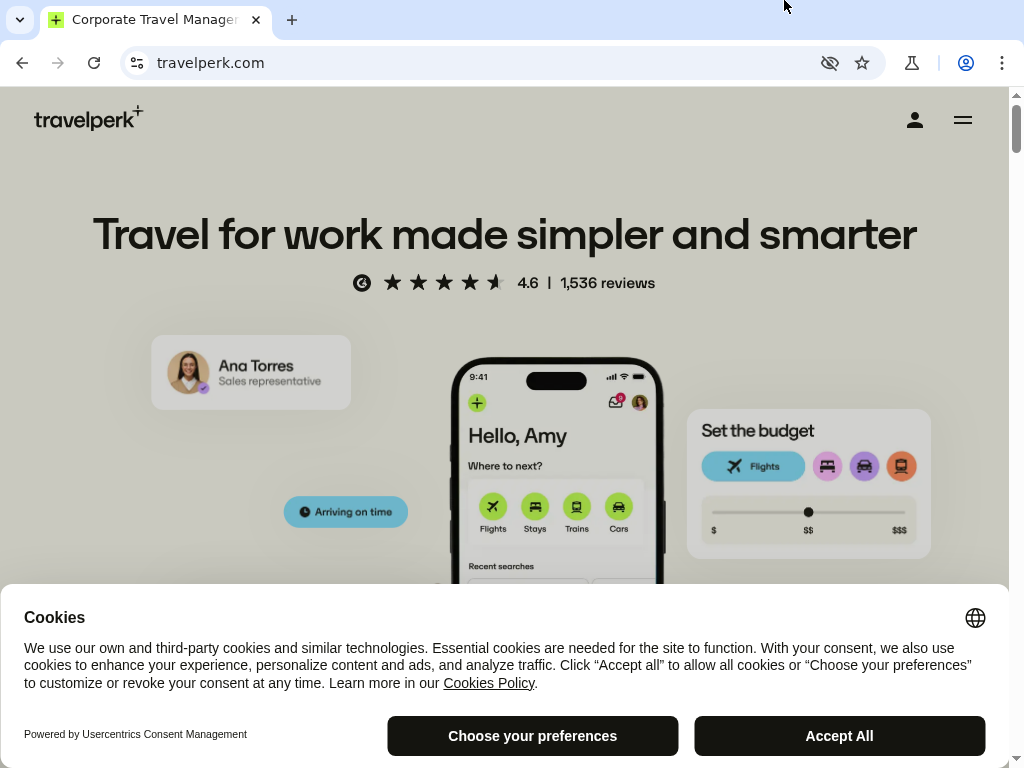 Corporate Travel Manager
travelperk.com
travelperk
Travel for work made simpler and smarter
4.6 | 1,536 reviews
Ana Torres
Sales representative
9:41
9
Hello, Amy
Where to next?
Flights Stays Trains Cars
Recent searches
Arriving on time
Set the budget
Flights
$ $$ $$$
Cookies
We use our own and third-party cookies and similar technologies. Essential cookies are needed for the site to function. With your consent, we also use
cookies to enhance your experience, personalize content and ads, and analyze traffic. Click “Accept all” to allow all cookies or “Choose your preferences”
to customize or revoke your consent at any time. Learn more in our Cookies Policy.
Powered by Usercentrics Consent Management
Choose your preferences
Accept All